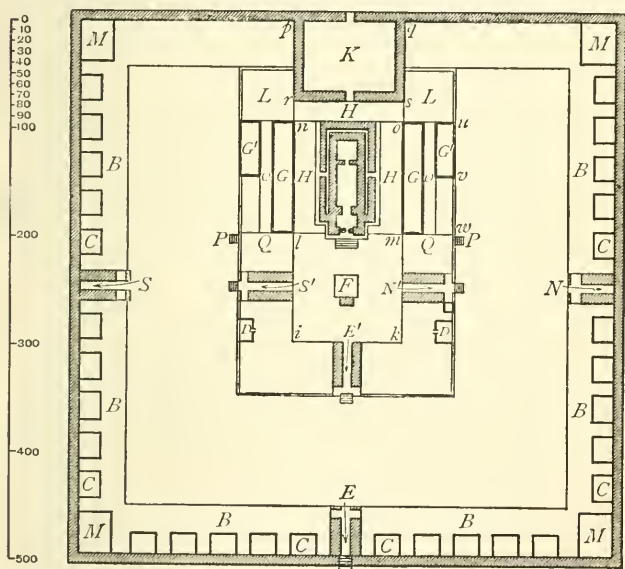 0
10
20
30
40
50
60
70
80
90
100
200
300
400
500
M p q M
K
L r s L
H
n o u
G' G G G'
B H H v B
w
C P Q l m Q P C
S S' F N' N
D E' D
i k
B B
C E C
M B B M
C C